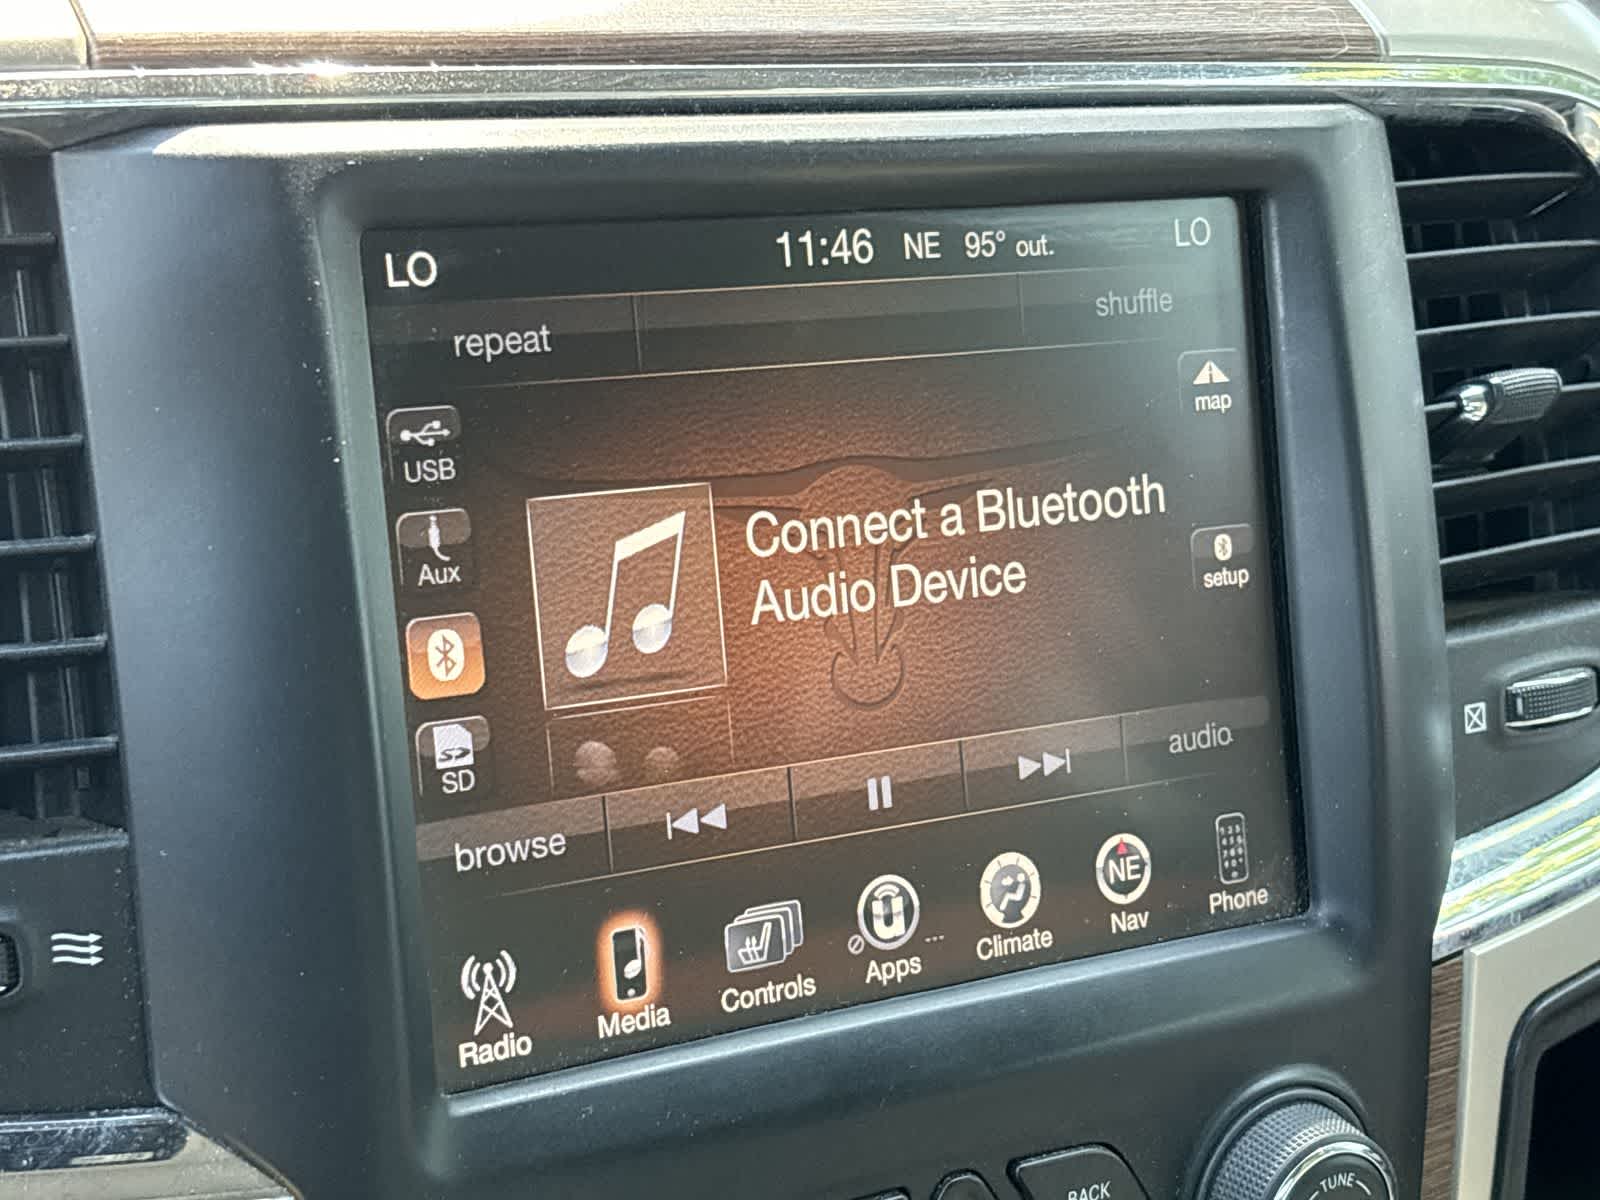 LO 11:46 NE 95° out. LO
repeat shuffle
map
USB
Connect a Bluetooth
Audio Device
Aux
setup
SD
audio
browse
NE
Radio Media Controls Apps Climate Nav Phone
BACK
TUNE